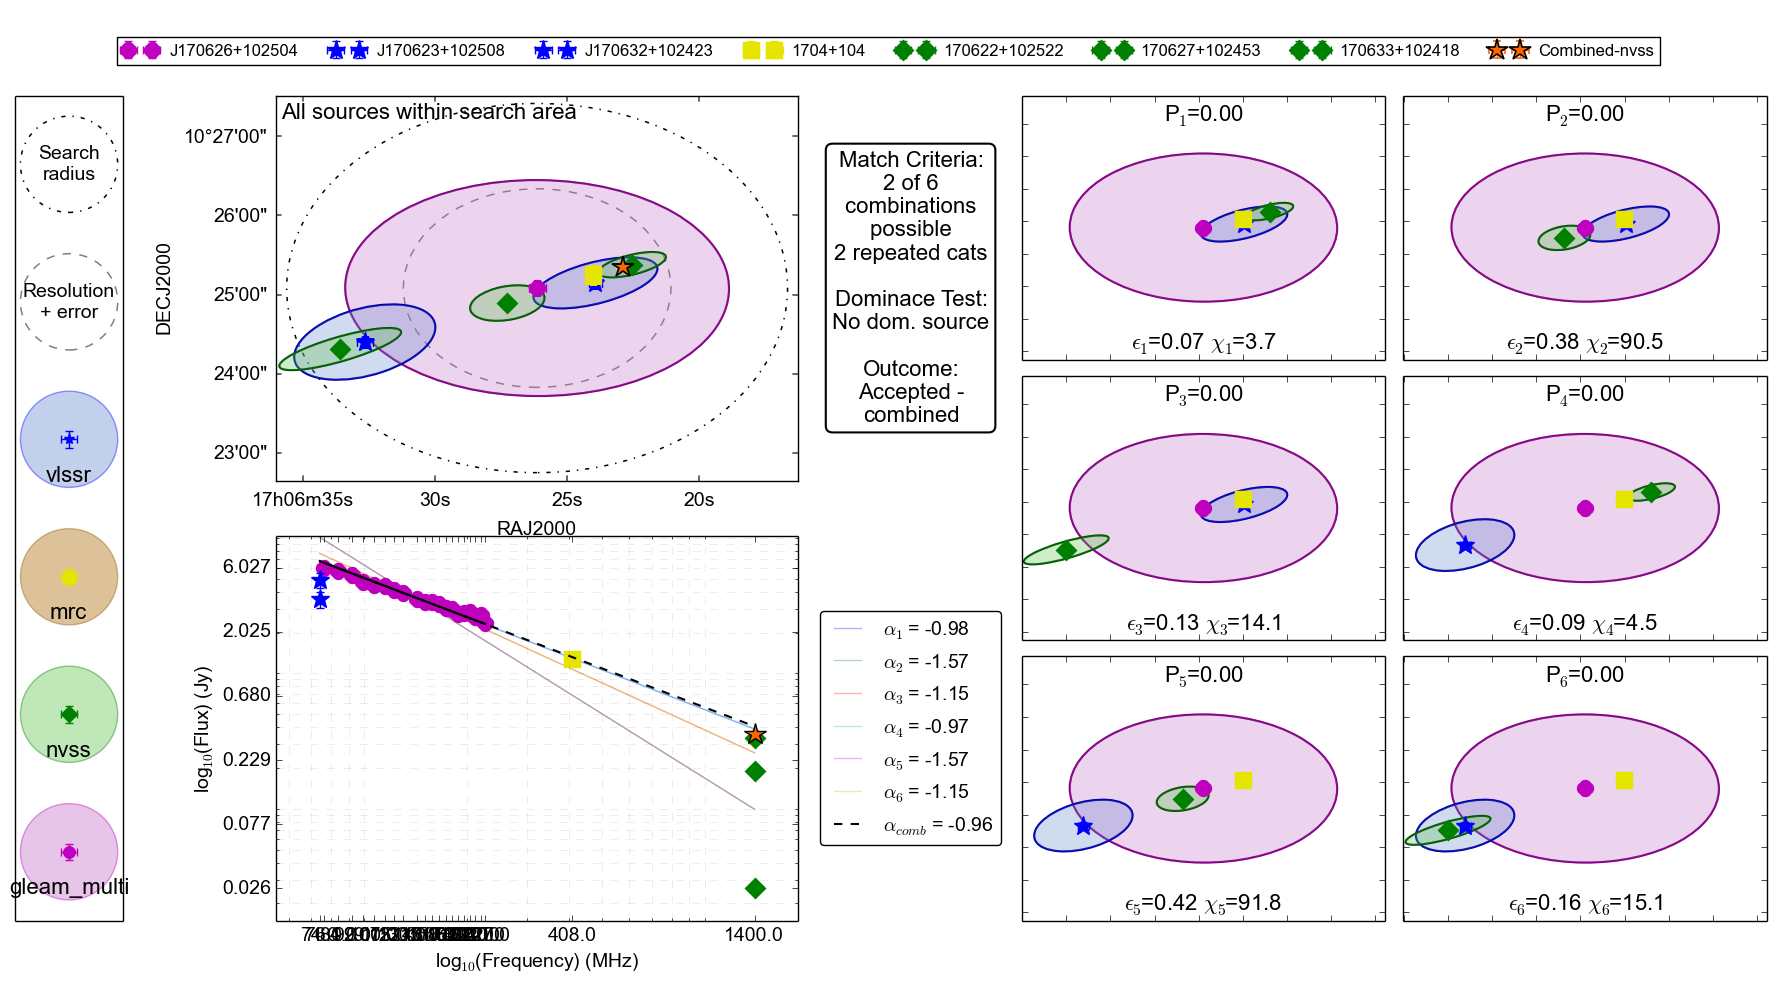 J170626+102504 J170623+102508 J170632+102423 1704+104 170622+102522 170627+102453 170633+102418 Combined-nvss
Search
radius
Resolution
+ error
vlssr
mrc
nvss
gleam_multi
All sources within search area
DECJ2000
10°27'00"
26'00"
25'00"
24'00"
23'00"
17h06m35s 30s 25s 20s
RAJ2000
Match Criteria:
2 of 6
combinations
possible
2 repeated cats
Dominace Test:
No dom. source
Outcome:
Accepted -
combined
log10(Flux) (Jy)
6.027
2.025
0.680
0.229
0.077
0.026
408.0 1400.0
log10(Frequency) (MHz)
α1 = -0.98
α2 = -1.57
α3 = -1.15
α4 = -0.97
α5 = -1.57
α6 = -1.15
αcomb = -0.96
P1=0.00
ϵ1=0.07 χ1=3.7
P2=0.00
ϵ2=0.38 χ2=90.5
P3=0.00
ϵ3=0.13 χ3=14.1
P4=0.00
ϵ4=0.09 χ4=4.5
P5=0.00
ϵ5=0.42 χ5=91.8
P6=0.00
ϵ6=0.16 χ6=15.1